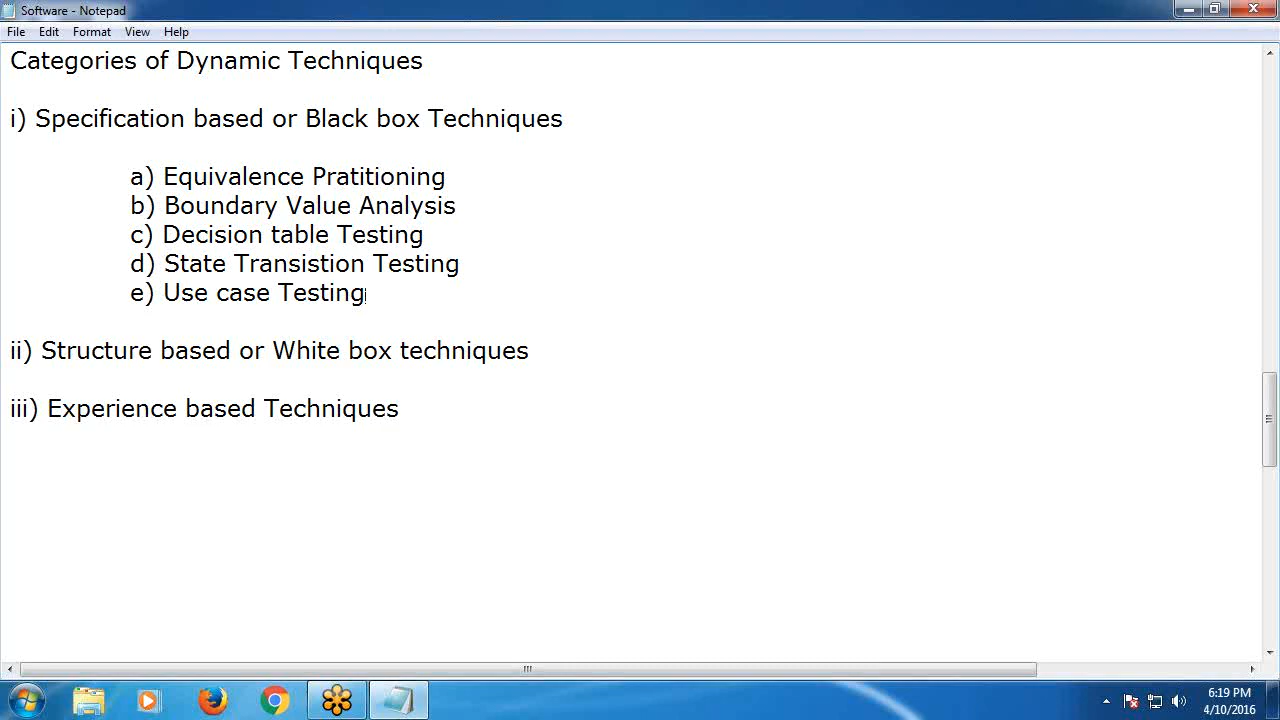 Software - Notepad
File Edit Format View Help
Categories of Dynamic Techniques
i) Specification based or Black box Techniques
a) Equivalence Pratitioning
b) Boundary Value Analysis
c) Decision table Testing
d) State Transistion Testing
e) Use case Testing
ii) Structure based or White box techniques
iii) Experience based Techniques
6:19 PM
4/10/2016